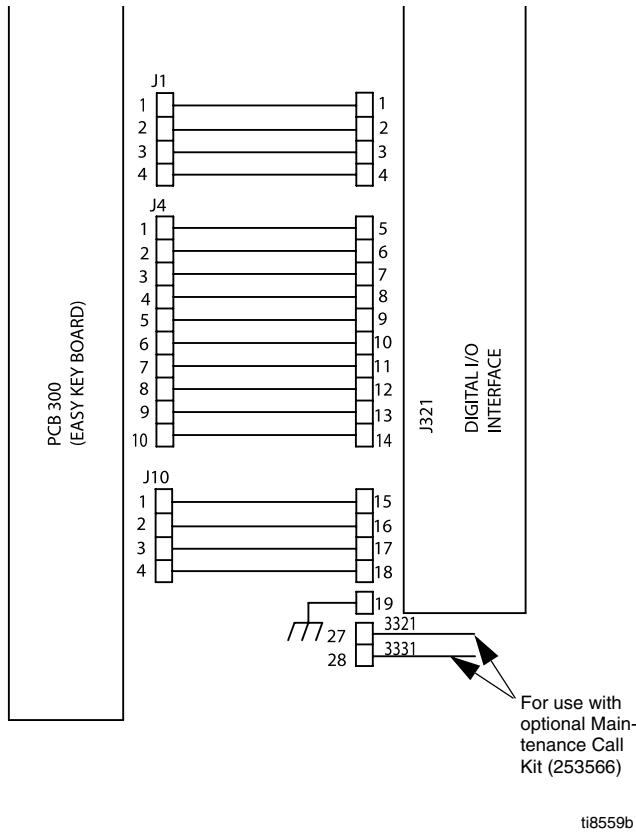 J1
1 1
2 2
3 3
4 4
J4
1 5
2 6
3 7
4 8
5 9
6 10
7 11
8 12
9 13
10 14
PCB 300
(EASY KEY BOARD)
J321
DIGITAL I/O
INTERFACE
J10
1 15
2 16
3 17
4 18
19
27 3321
28 3331
For use with
optional Main-
tenance Call
Kit (253566)
ti8559b